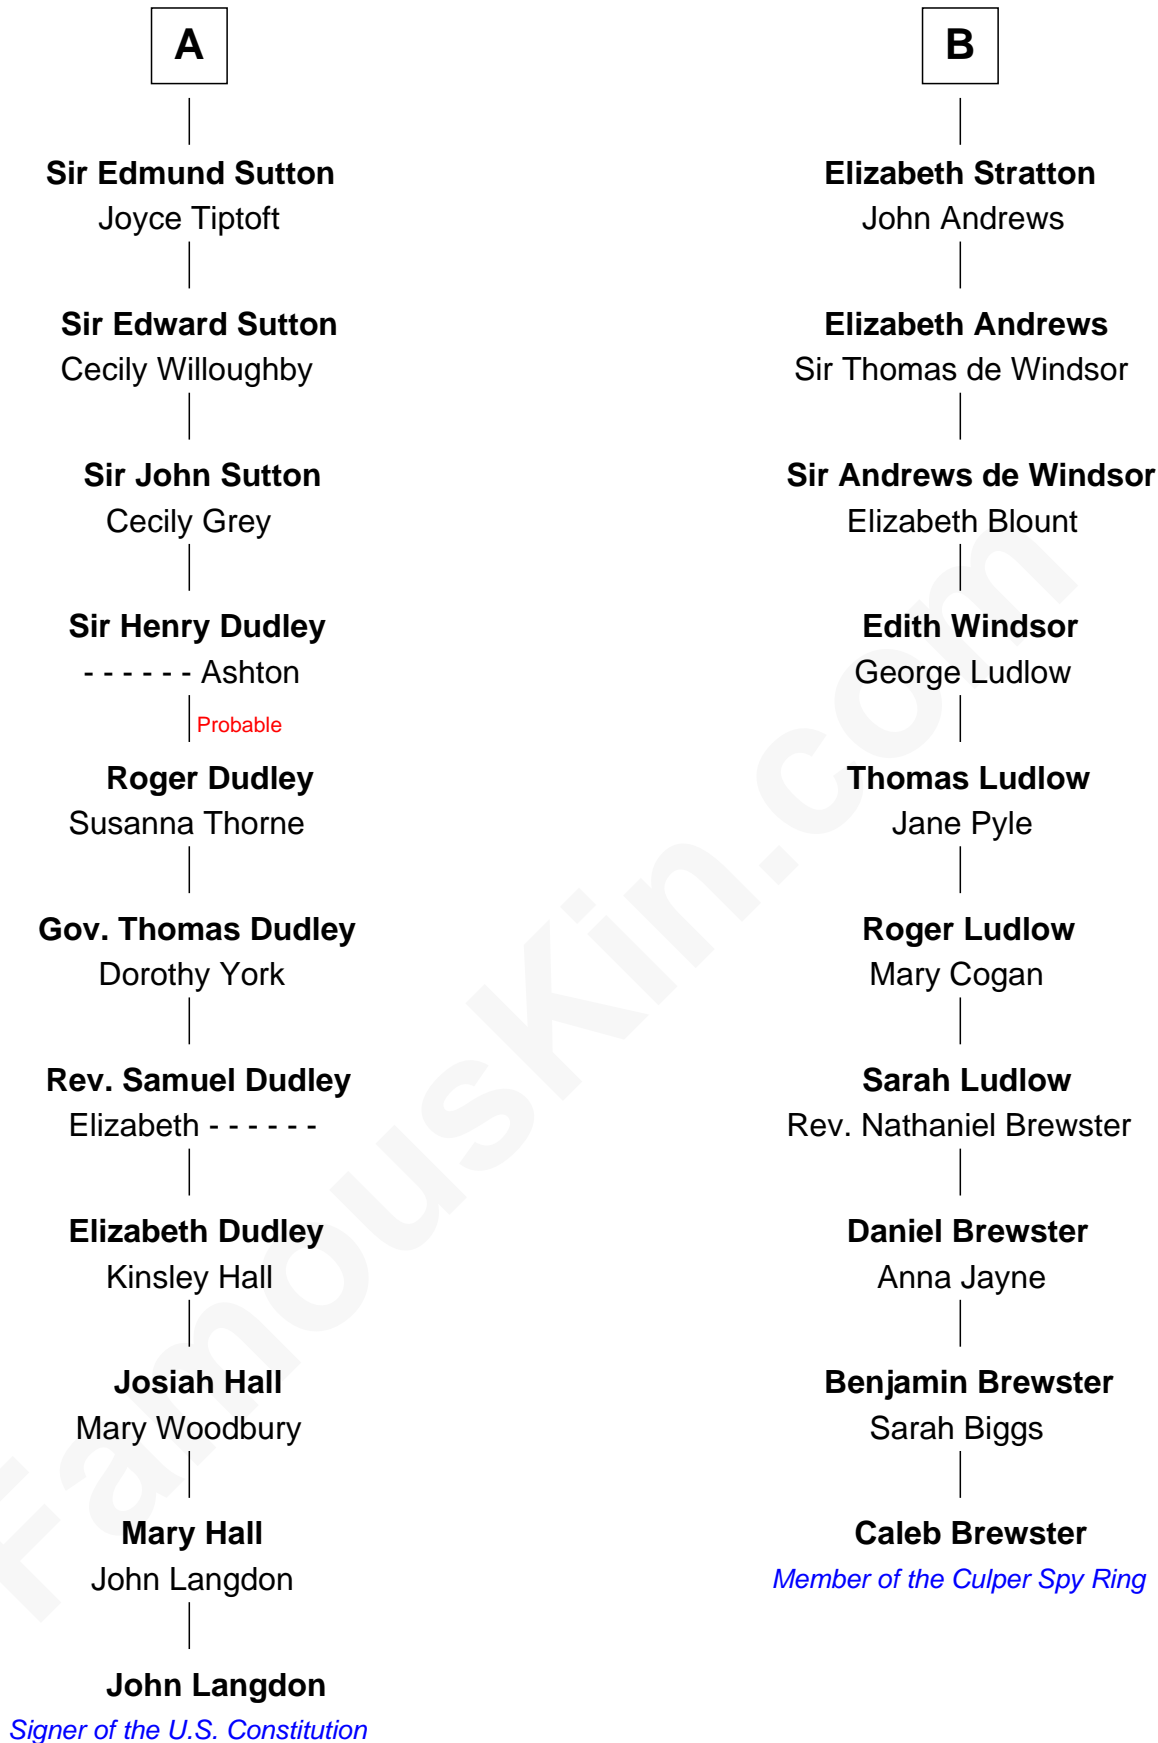 A
Sir Edmund Sutton
Joyce Tiptoft
Sir Edward Sutton
Cecily Willoughby
Sir John Sutton
Cecily Grey
Sir Henry Dudley
- - - - - - Ashton
Probable
Roger Dudley
Susanna Thorne
Gov. Thomas Dudley
Dorothy York
Rev. Samuel Dudley
Elizabeth - - - - - -
Elizabeth Dudley
Kinsley Hall
Josiah Hall
Mary Woodbury
Mary Hall
John Langdon
John Langdon
Signer of the U.S. Constitution
B
Elizabeth Stratton
John Andrews
Elizabeth Andrews
Sir Thomas de Windsor
Sir Andrews de Windsor
Elizabeth Blount
Edith Windsor
George Ludlow
Thomas Ludlow
Jane Pyle
Roger Ludlow
Mary Cogan
Sarah Ludlow
Rev. Nathaniel Brewster
Daniel Brewster
Anna Jayne
Benjamin Brewster
Sarah Biggs
Caleb Brewster
Member of the Culper Spy Ring
FamousKin.com